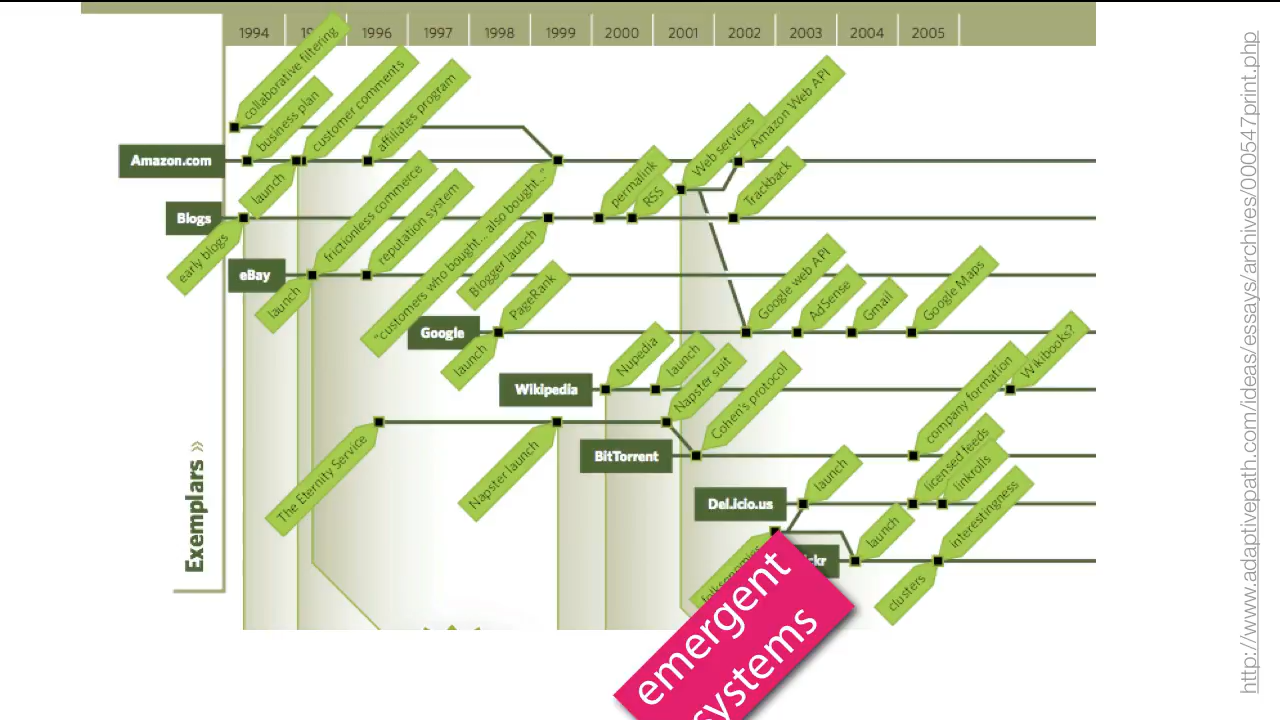 1994
1996
1997
1998
1999
2000
2001
2002
2003
2004
2005
collaborative filtering
business plan
customer comments
affiliates program
Web services
Amazon Web API
Amazon.com
launch
frictionless commerce
reputation system
"customers who bought... also bought..."
permalink
RSS
Trackback
Blogs
early blogs
Blogger launch
eBay
launch
PageRank
Google web API
AdSense
Gmail
Google Maps
Google
launch
Nupedia
launch
Napster suit
Cohen's protocol
company formation
Wikibooks?
Wikipedia
The Eternity Service
Napster launch
BitTorrent
launch
licensed feeds
linkrolls
Del.icio.us
launch
interestingness
clusters
Exemplars »
emergent
systems
http://www.adaptivepath.com/ideas/essays/archives/000547print.php